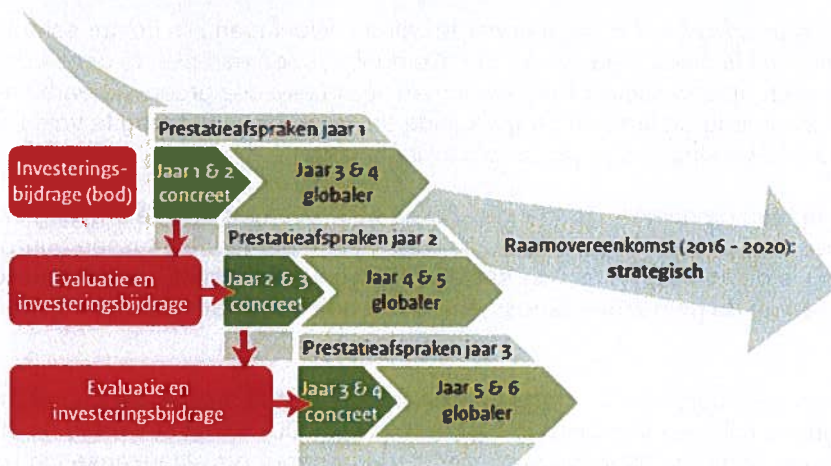 Prestatieafspraken jaar 1
Investerings-
bijdrage (bod)
Jaar 1 & 2
concreet
Jaar 3 & 4
globaler
Prestatieafspraken jaar 2
Raamovereenkomst (2016 - 2020):
strategisch
Evaluatie en
investeringsbijdrage
Jaar 2 & 3
concreet
Jaar 4 & 5
globaler
Prestatieafspraken jaar 3
Evaluatie en
investeringsbijdrage
Jaar 3 & 4
concreet
Jaar 5 & 6
globaler